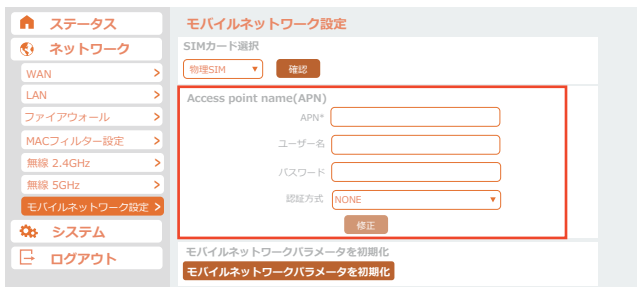 ステータス
ネットワーク
WAN >
LAN >
ファイアウォール >
MACフィルター設定 >
無線 2.4GHz >
無線 5GHz >
モバイルネットワーク設定 >
システム
ログアウト
モバイルネットワーク設定
SIMカード選択
物理SIM ▼ 確認
Access point name(APN)
APN*
ユーザー名
パスワード
認証方式 NONE ▼
修正
モバイルネットワークパラメータを初期化
モバイルネットワークパラメータを初期化